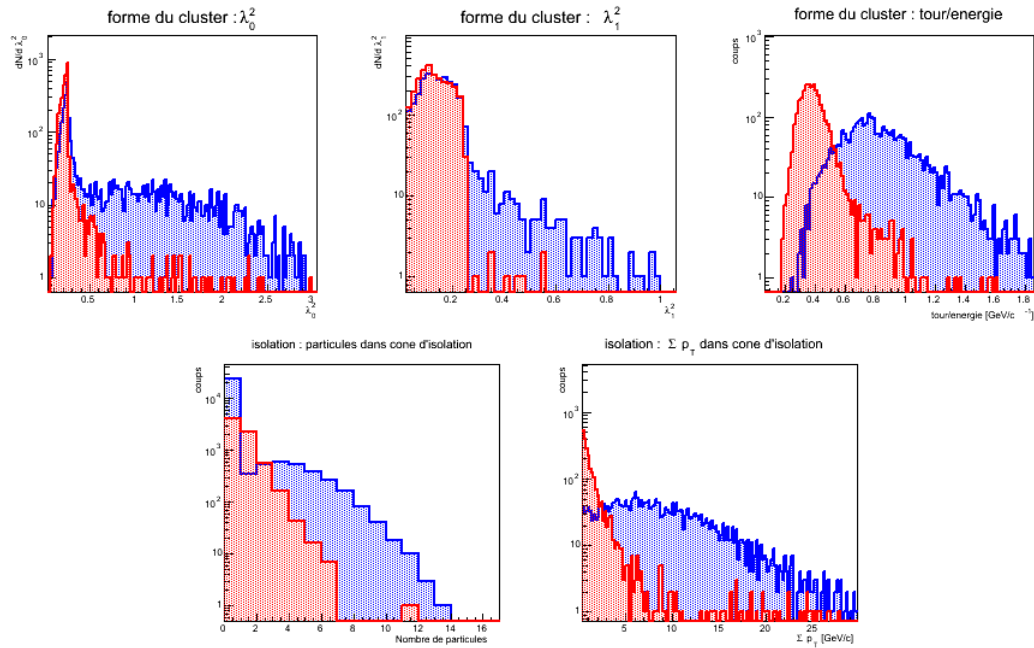 forme du cluster : λ₀²
dN/d λ₀²
10³
10²
10
1
0.5 1 1.5 2 2.5 3
λ₀²
forme du cluster : λ₁²
dN/d λ₁²
10²
10
1
0.2 0.4 0.6 0.8 1
λ₁²
forme du cluster : tour/energie
coups
10³
10²
10
1
0.2 0.4 0.6 0.8 1 1.2 1.4 1.6 1.8
tour/energie [GeV/c ⁻¹]
isolation : particules dans cone d'isolation
coups
10⁴
10³
10²
10
1
0 2 4 6 8 10 12 14 16
Nombre de particules
isolation : Σ p_T dans cone d'isolation
coups
10³
10²
10
1
5 10 15 20 25
Σ p_T [GeV/c]